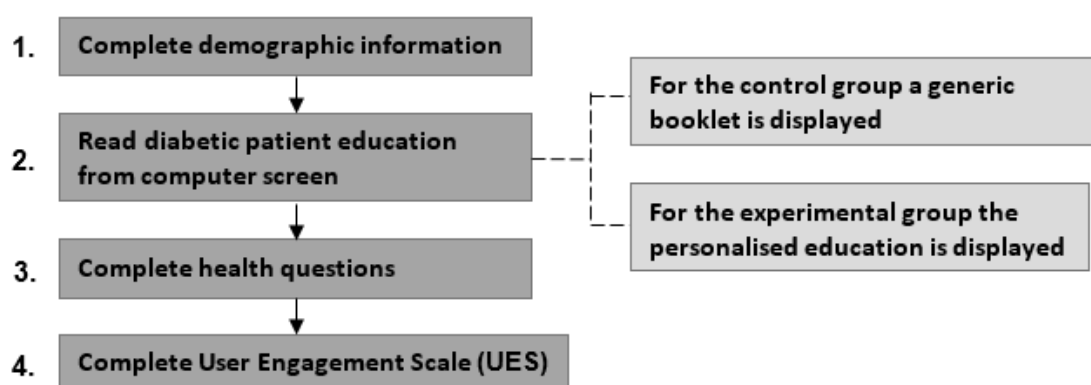 1. Complete demographic information
2. Read diabetic patient education
from computer screen
For the control group a generic
booklet is displayed
For the experimental group the
personalised education is displayed
3. Complete health questions
4. Complete User Engagement Scale (UES)